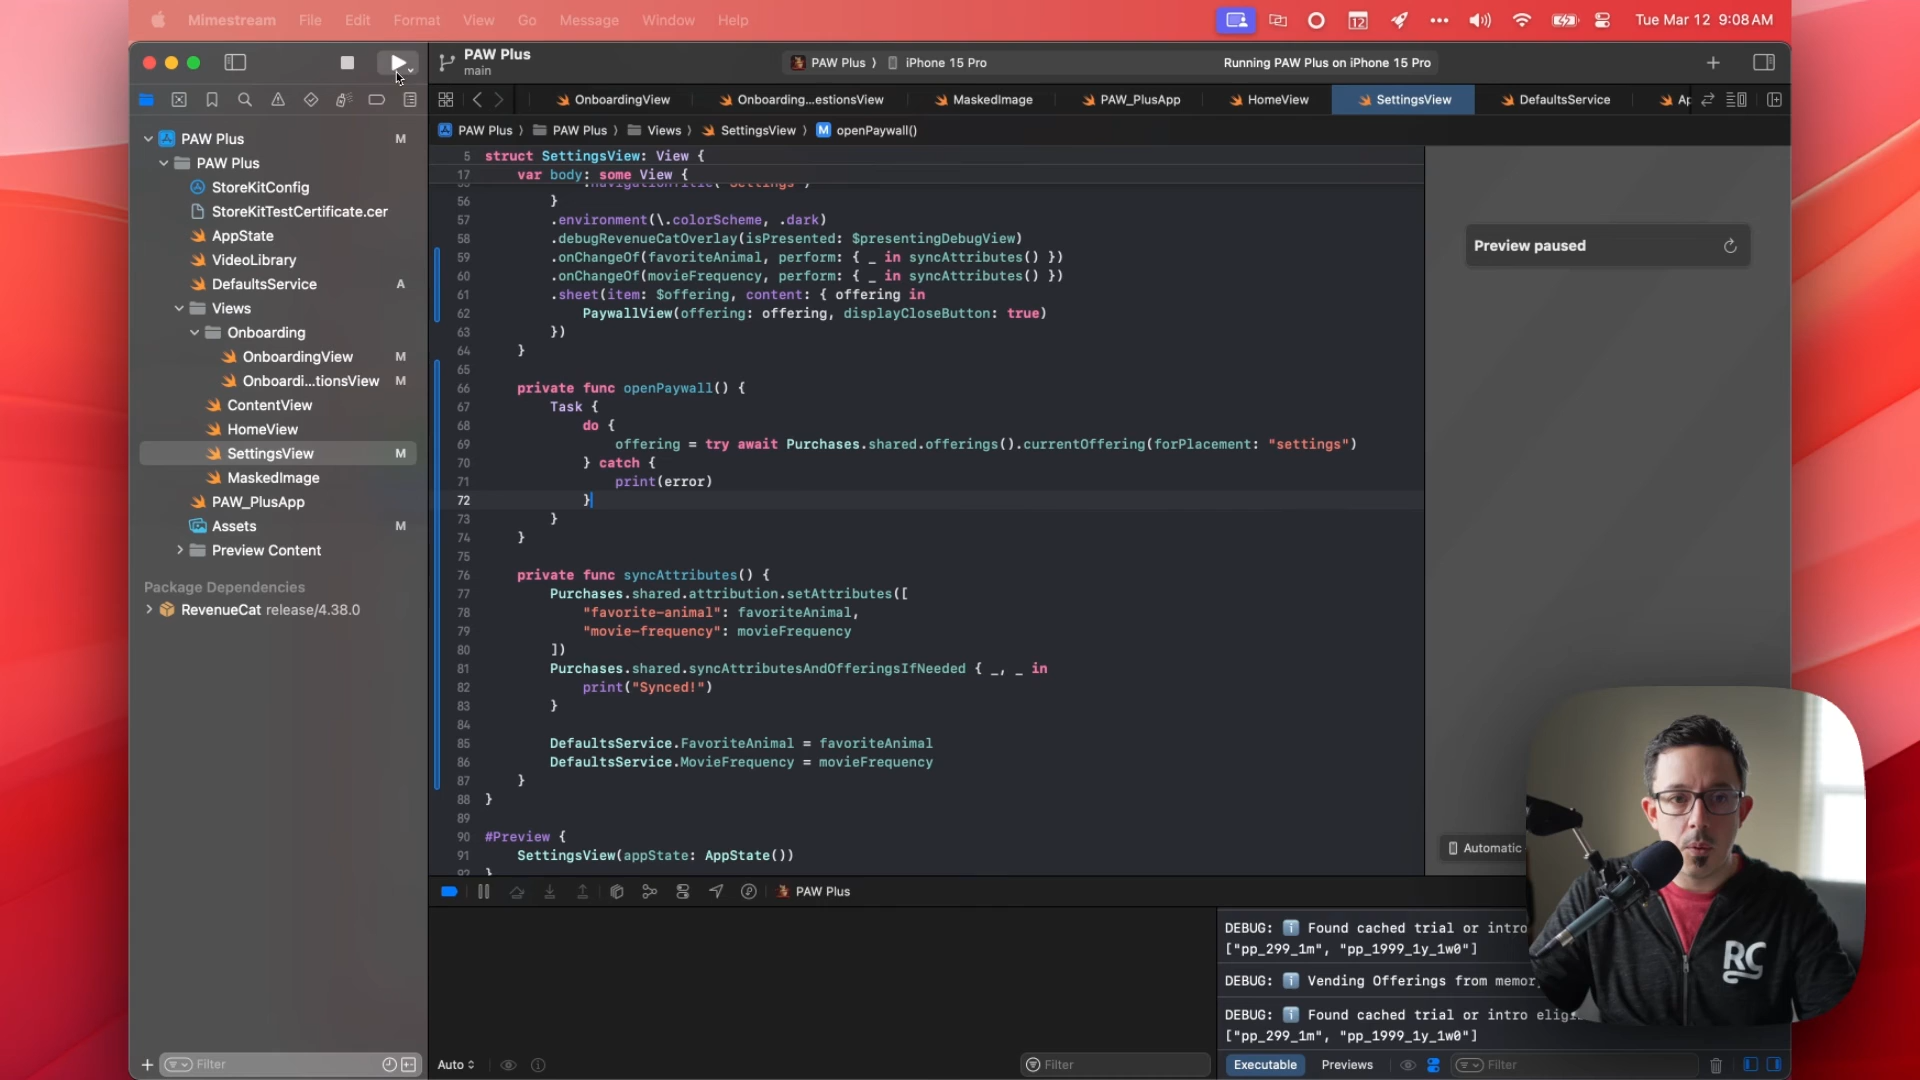 Mimestream File Edit Format View Go Message Window Help
12
Tue Mar 12 9:08 AM
PAW Plus
main
PAW Plus 〉 iPhone 15 Pro
Running PAW Plus on iPhone 15 Pro
OnboardingView
Onboarding...estionsView
MaskedImage
PAW_PlusApp
HomeView
SettingsView
DefaultsService
Ap
PAW Plus 〉 PAW Plus 〉 Views 〉 SettingsView 〉 M openPaywall()
PAW Plus M
PAW Plus
StoreKitConfig
StoreKitTestCertificate.cer
AppState
VideoLibrary
DefaultsService A
Views
Onboarding
OnboardingView M
Onboardi...tionsView M
ContentView
HomeView
SettingsView M
MaskedImage
PAW_PlusApp
Assets M
Preview Content
Package Dependencies
RevenueCat release/4.38.0
Filter
5 struct SettingsView: View {
17 var body: some View {
.navigationTitle("Settings")
56 }
57 .environment(\.colorScheme, .dark)
58 .debugRevenueCatOverlay(isPresented: $presentingDebugView)
59 .onChangeOf(favoriteAnimal, perform: { _ in syncAttributes() })
60 .onChangeOf(movieFrequency, perform: { _ in syncAttributes() })
61 .sheet(item: $offering, content: { offering in
62 PaywallView(offering: offering, displayCloseButton: true)
63 })
64 }
65
66 private func openPaywall() {
67 Task {
68 do {
69 offering = try await Purchases.shared.offerings().currentOffering(forPlacement: "settings")
70 } catch {
71 print(error)
72 }
73 }
74 }
75
76 private func syncAttributes() {
77 Purchases.shared.attribution.setAttributes([
78 "favorite-animal": favoriteAnimal,
79 "movie-frequency": movieFrequency
80 ])
81 Purchases.shared.syncAttributesAndOfferingsIfNeeded { _, _ in
82 print("Synced!")
83 }
84
85 DefaultsService.FavoriteAnimal = favoriteAnimal
86 DefaultsService.MovieFrequency = movieFrequency
87 }
88 }
89
90 #Preview {
91 SettingsView(appState: AppState())
92 }
Preview paused
Automatic
PAW Plus
DEBUG: Found cached trial or intro
["pp_299_1m", "pp_1999_1y_1w0"]
DEBUG: Vending Offerings from memor
DEBUG: Found cached trial or intro elig
["pp_299_1m", "pp_1999_1y_1w0"]
Auto
Filter
Executable Previews
Filter
RC